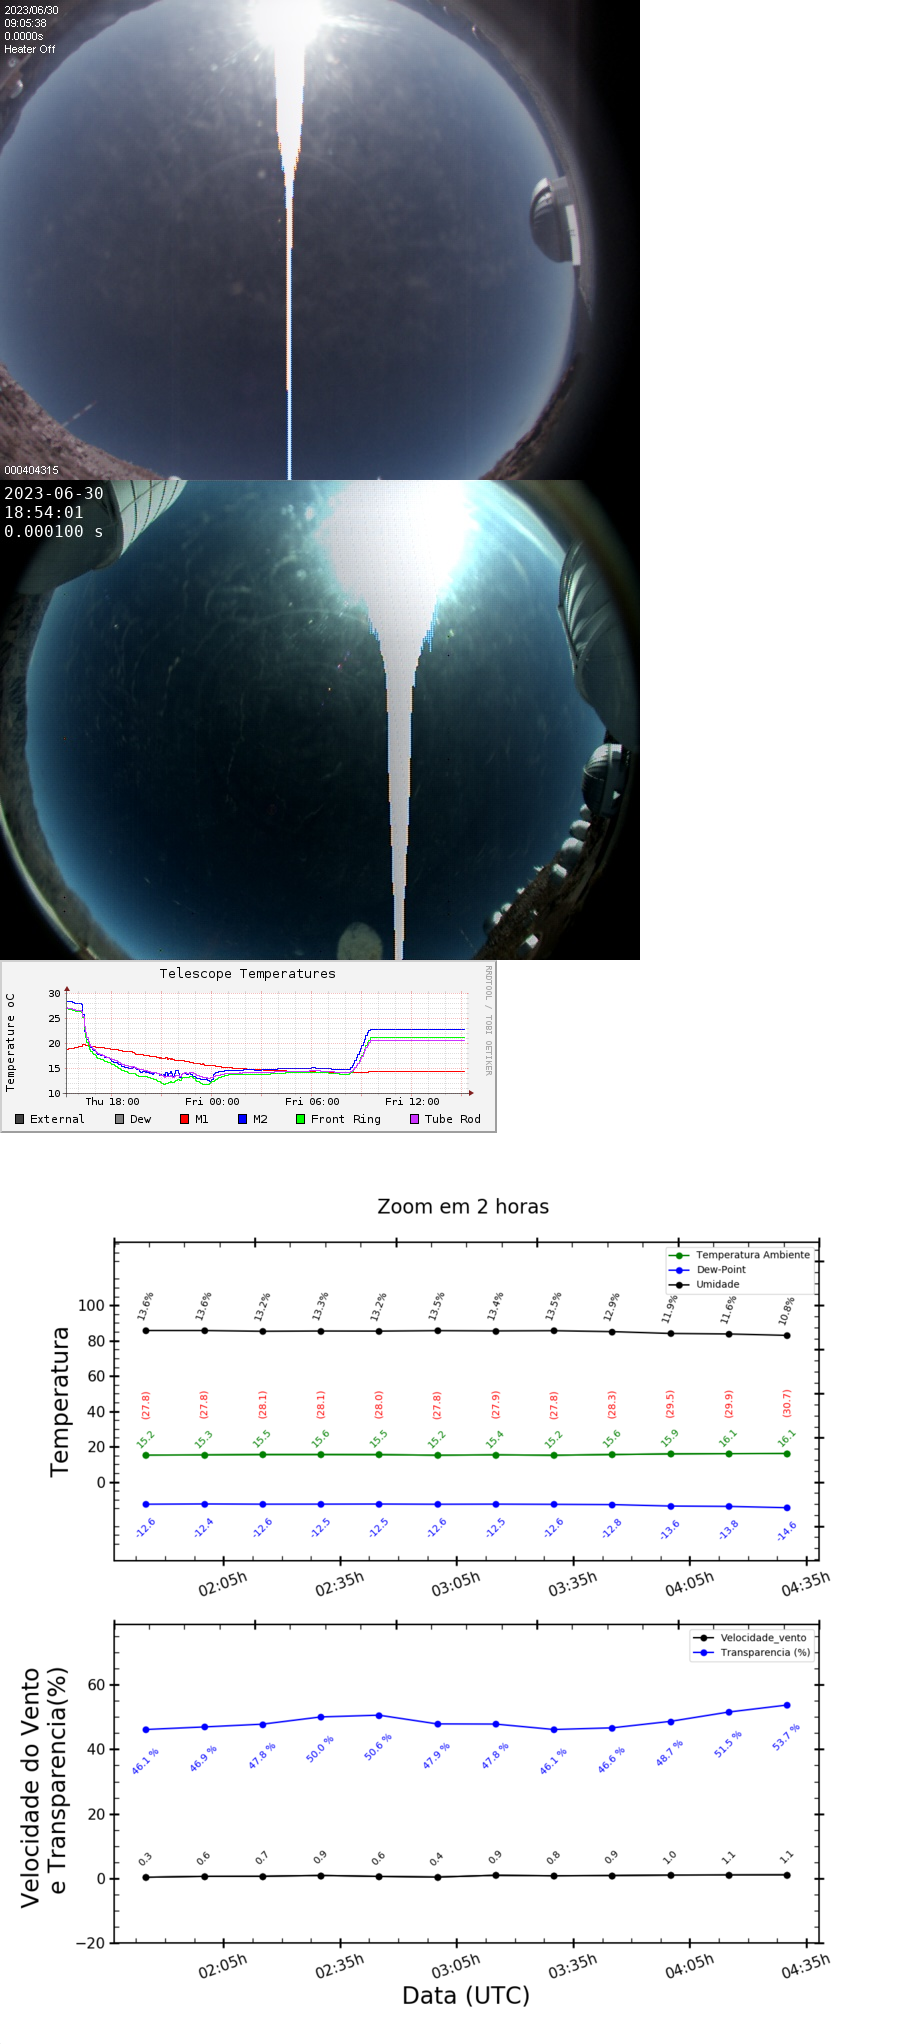 2023/06/30
09:05:38
0.0000s
Heater Off
000404315
2023-06-30
18:54:01
0.000100 s
Telescope Temperatures
RRDTOOL / TOBI OETIKER
Temperature oC
30
25
20
15
10
Thu 18:00 Fri 00:00 Fri 06:00 Fri 12:00
External Dew M1 M2 Front Ring Tube Rod
Zoom em 2 horas
Temperatura Ambiente
Dew-Point
Umidade
Temperatura
100
80
60
40
20
0
13.6% 13.6% 13.2% 13.3% 13.2% 13.5% 13.4% 13.5% 12.9% 11.9% 11.6% 10.8%
(27.8) (27.8) (28.1) (28.1) (28.0) (27.8) (27.9) (27.8) (28.3) (29.5) (29.9) (30.7)
15.2 15.3 15.5 15.6 15.5 15.2 15.4 15.2 15.6 15.9 16.1 16.1
-12.6 -12.4 -12.6 -12.5 -12.5 -12.6 -12.5 -12.6 -12.8 -13.6 -13.8 -14.6
02:05h 02:35h 03:05h 03:35h 04:05h 04:35h
Velocidade_vento
Transparencia (%)
Velocidade do Vento
e Transparencia(%)
60
40
20
0
−20
46.1 % 46.9 % 47.8 % 50.0 % 50.6 % 47.9 % 47.8 % 46.1 % 46.6 % 48.7 % 51.5 % 53.7 %
0.3 0.6 0.7 0.9 0.6 0.4 0.9 0.8 0.9 1.0 1.1 1.1
02:05h 02:35h 03:05h 03:35h 04:05h 04:35h
Data (UTC)